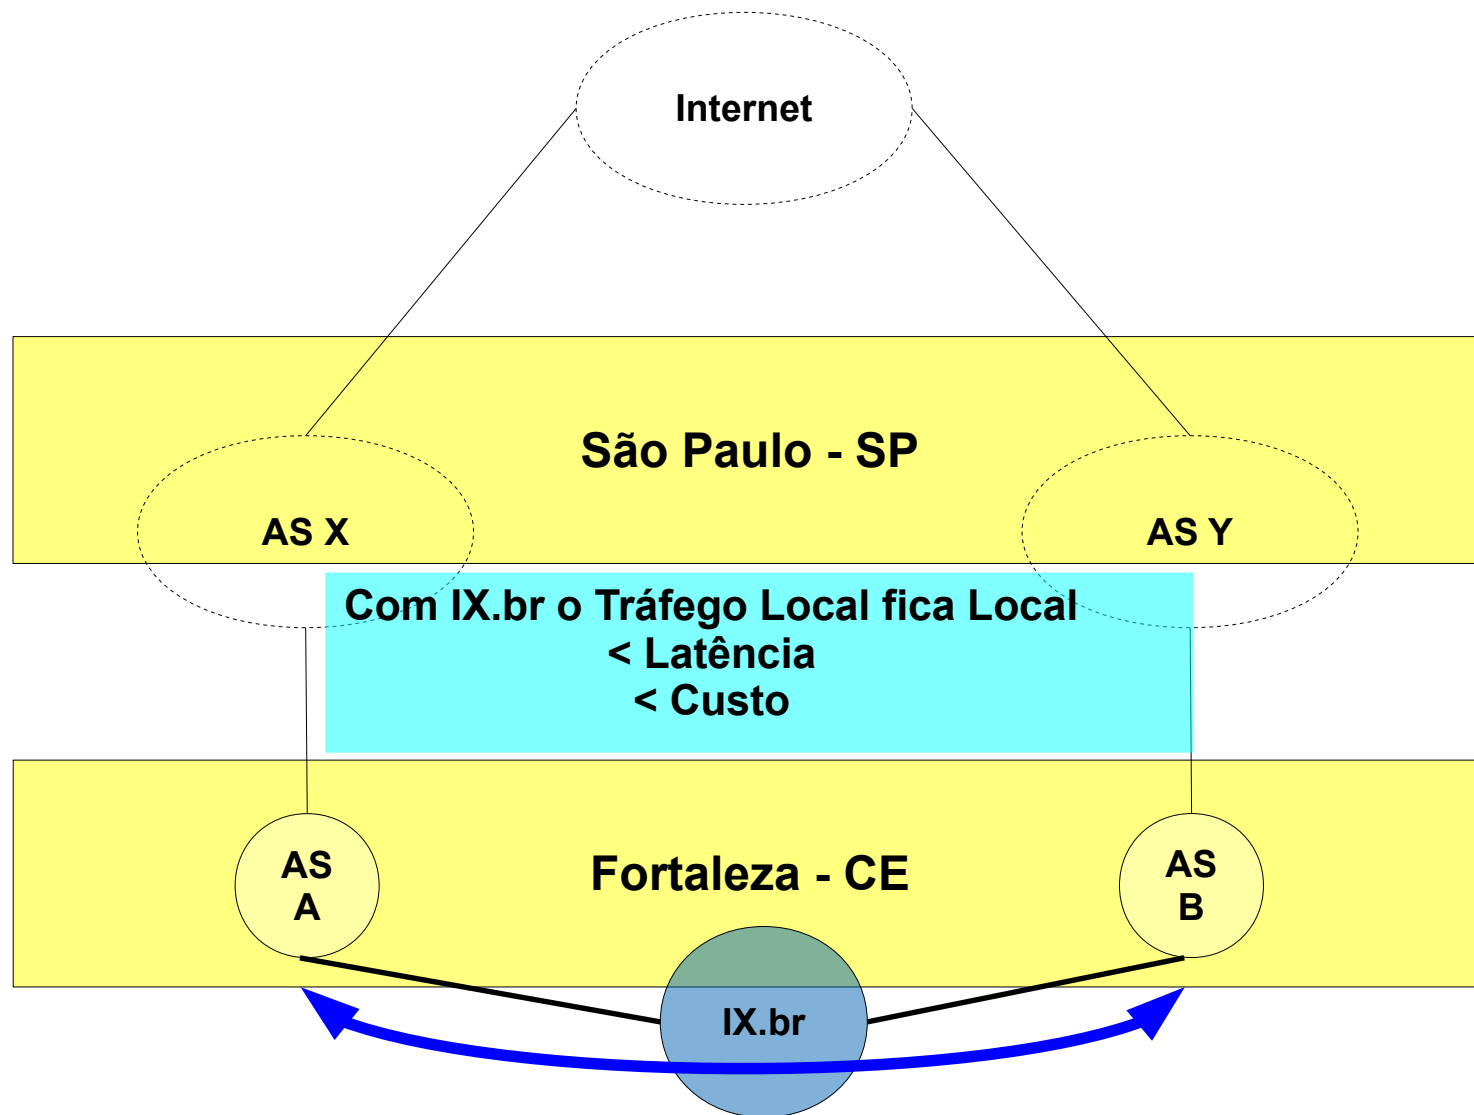 Internet
São Paulo - SP
AS X
AS Y
Com IX.br o Tráfego Local fica Local
< Latência
< Custo
AS
A
Fortaleza - CE
AS
B
IX.br